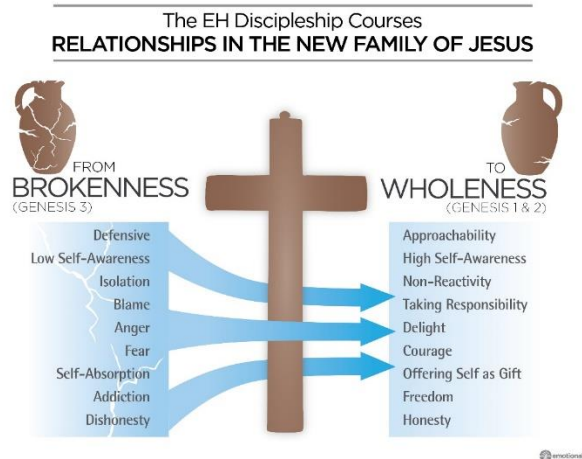 The EH Discipleship Courses
RELATIONSHIPS IN THE NEW FAMILY OF JESUS
FROM
BROKENNESS
(GENESIS 3)
Defensive
Low Self-Awareness
Isolation
Blame
Anger
Fear
Self-Absorption
Addiction
Dishonesty
TO
WHOLENESS
(GENESIS 1 & 2)
Approachability
High Self-Awareness
Non-Reactivity
Taking Responsibility
Delight
Courage
Offering Self as Gift
Freedom
Honesty
emotiona